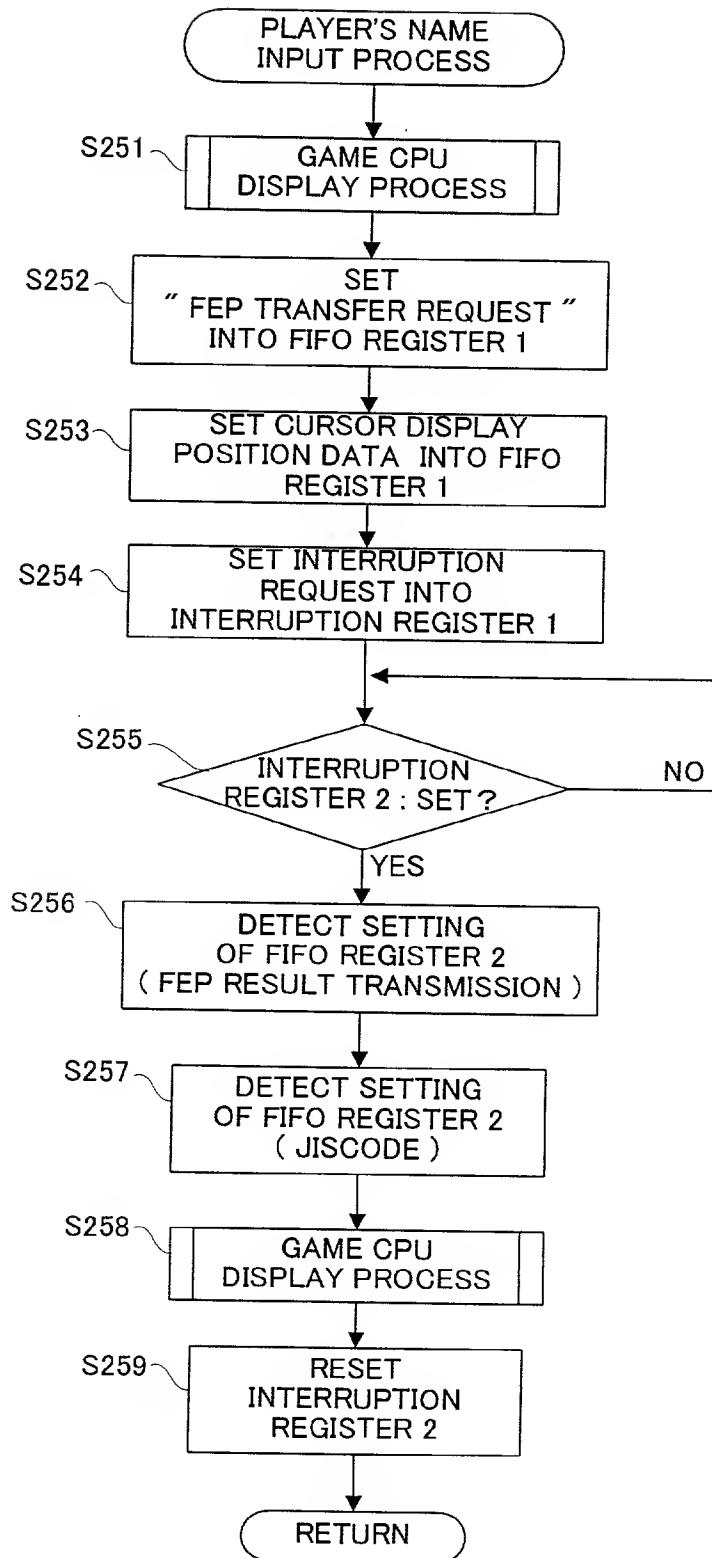 PLAYER'S NAME
INPUT PROCESS
S251
GAME CPU
DISPLAY PROCESS
S252
SET
" FEP TRANSFER REQUEST "
INTO FIFO REGISTER 1
S253
SET CURSOR DISPLAY
POSITION DATA INTO FIFO
REGISTER 1
S254
SET INTERRUPTION
REQUEST INTO
INTERRUPTION REGISTER 1
S255
INTERRUPTION
REGISTER 2 : SET?
NO
YES
S256
DETECT SETTING
OF FIFO REGISTER 2
( FEP RESULT TRANSMISSION )
S257
DETECT SETTING
OF FIFO REGISTER 2
( JISCODE )
S258
GAME CPU
DISPLAY PROCESS
S259
RESET
INTERRUPTION
REGISTER 2
RETURN